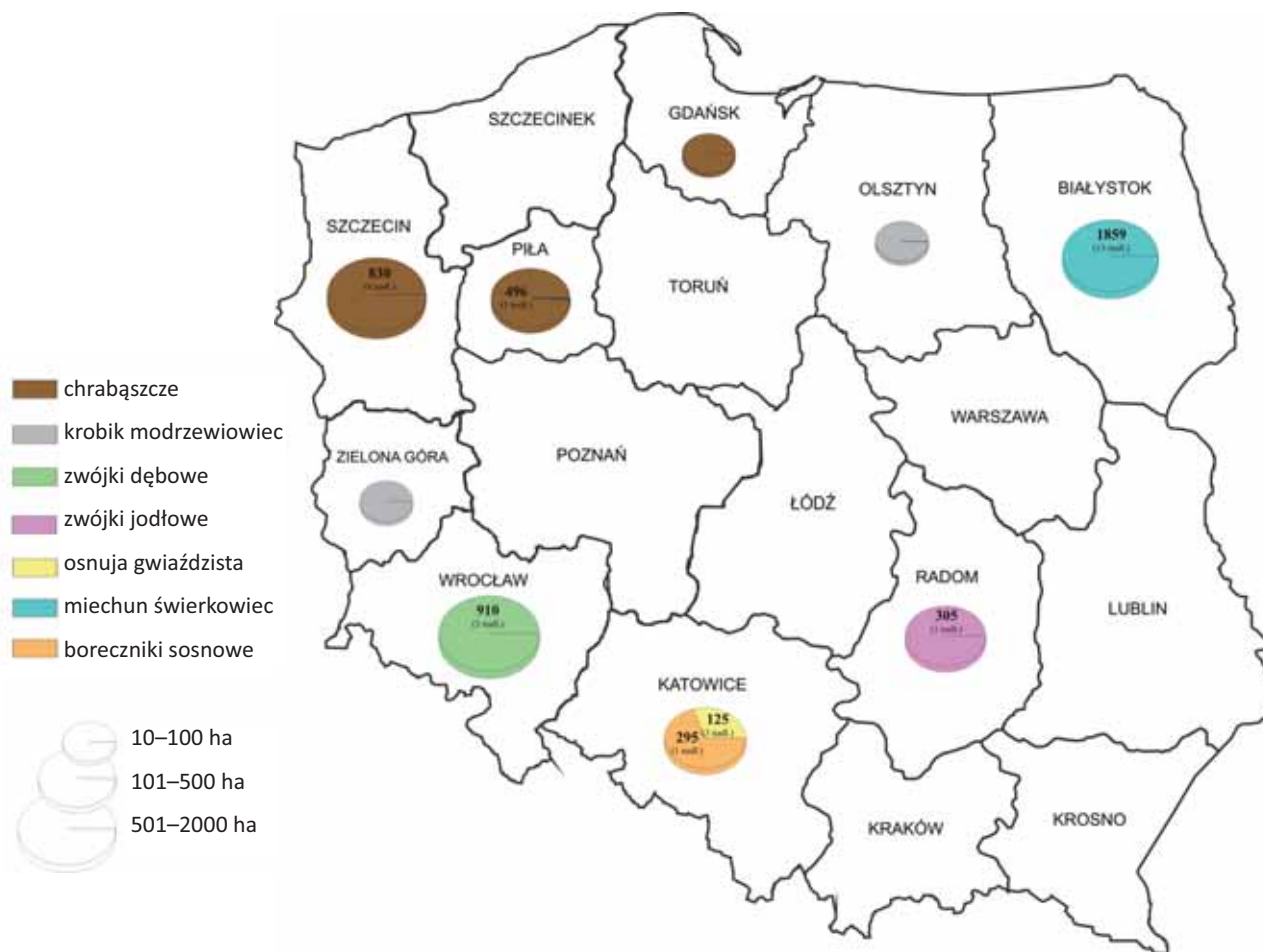 GDAŃSK
SZCZECINEK
OLSZTYN
BIAŁYSTOK
1859
SZCZECIN
830
PIŁA
496
TORUŃ
chrabąszcze
krobik modrzewiowiec
zwójki dębowe
zwójki jodłowe
osnuja gwiaździsta
miechun świerkowiec
boreczniki sosnowe
WARSZAWA
ZIELONA GÓRA
POZNAŃ
ŁÓDŹ
WROCŁAW
910
RADOM
305
LUBLIN
KATOWICE
125
295
10–100 ha
101–500 ha
501–2000 ha
KRAKÓW
KROSNO